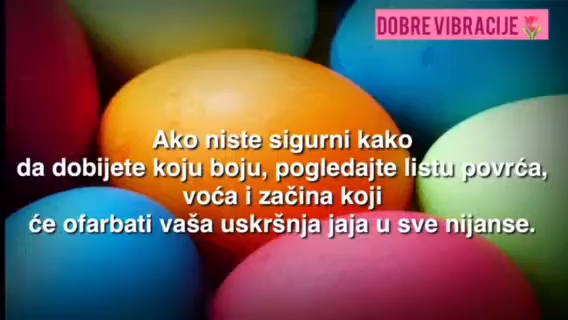 DOBRE VIBRACIJE
Ako niste sigurni kako
da dobijete koju boju, pogledajte listu povrća,
voća i začina koji
će ofarbati vaša uskršnja jaja u sve nijanse.